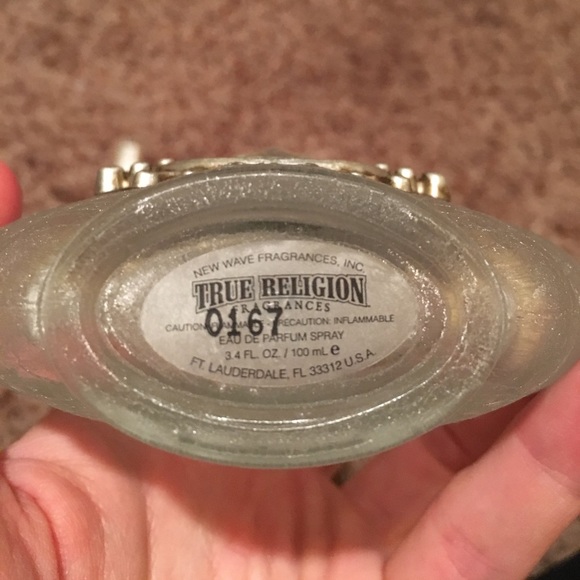 NEW WAVE FRAGRANCES, INC.
TRUE RELIGION
FRAGRANCES
0167
CAUTION: PRECAUTION: INFLAMMABLE
EAU DE PARFUM SPRAY
3.4 FL. OZ. / 100 mL e
FT. LAUDERDALE, FL 33312 U.S.A.